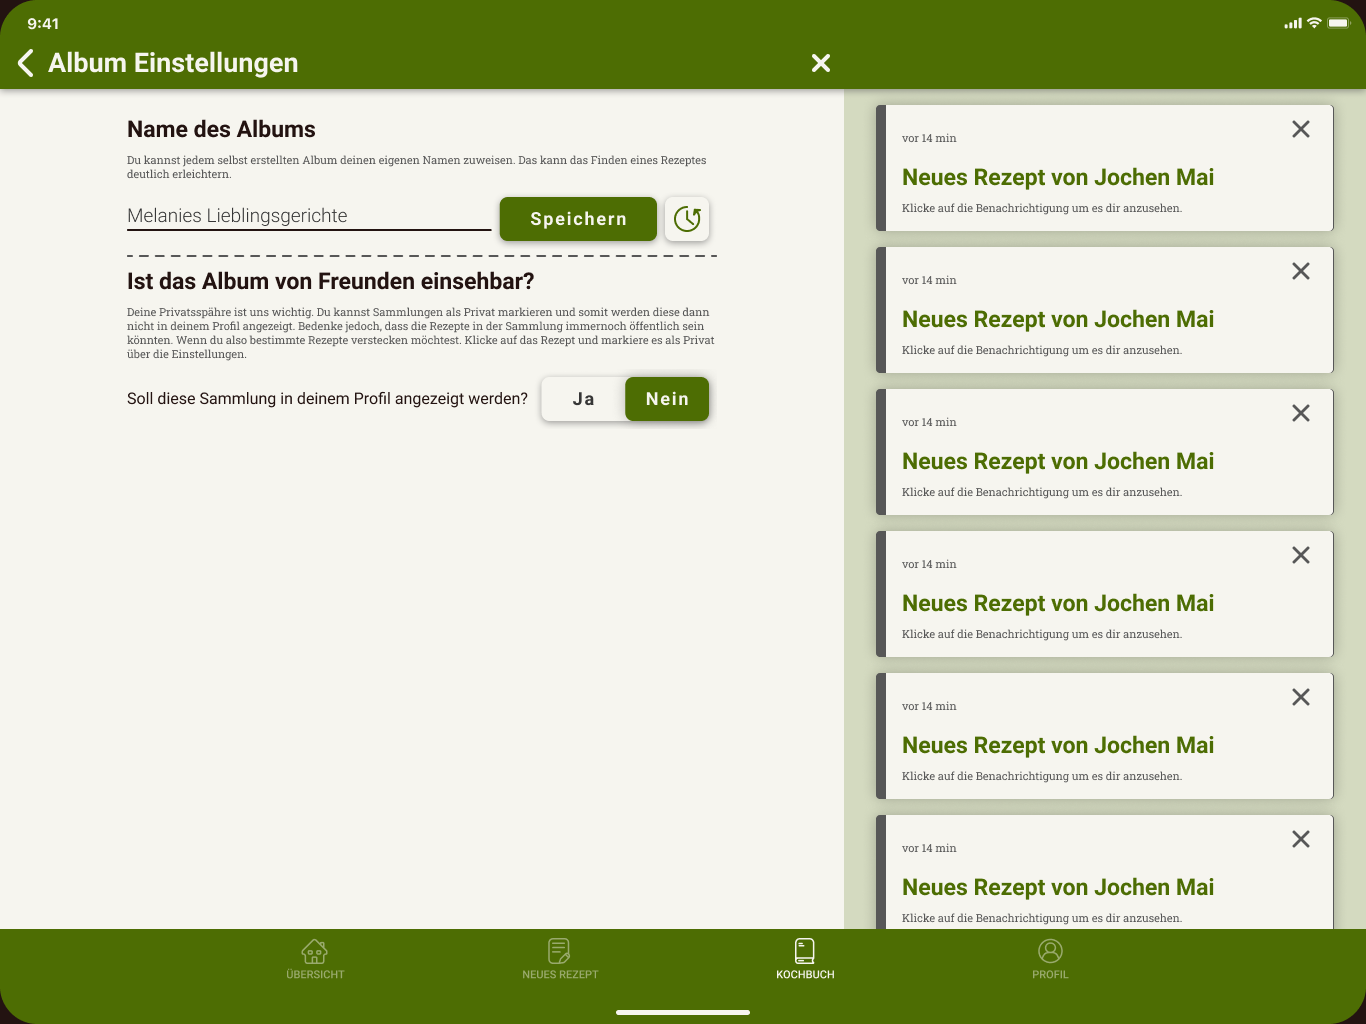 9:41
Album Einstellungen
Name des Albums
Du kannst jedem selbst erstellten Album deinen eigenen Namen zuweisen. Das kann das Finden eines Rezeptes
deutlich erleichtern.
Melanies Lieblingsgerichte
Speichern
Ist das Album von Freunden einsehbar?
Deine Privatsspähre ist uns wichtig. Du kannst Sammlungen als Privat markieren und somit werden diese dann
nicht in deinem Profil angezeigt. Bedenke jedoch, dass die Rezepte in der Sammlung immernoch öffentlich sein
könnten. Wenn du also bestimmte Rezepte verstecken möchtest. Klicke auf das Rezept und markiere es als Privat
über die Einstellungen.
Soll diese Sammlung in deinem Profil angezeigt werden?
Ja
Nein
vor 14 min
Neues Rezept von Jochen Mai
Klicke auf die Benachrichtigung um es dir anzusehen.
vor 14 min
Neues Rezept von Jochen Mai
Klicke auf die Benachrichtigung um es dir anzusehen.
vor 14 min
Neues Rezept von Jochen Mai
Klicke auf die Benachrichtigung um es dir anzusehen.
vor 14 min
Neues Rezept von Jochen Mai
Klicke auf die Benachrichtigung um es dir anzusehen.
vor 14 min
Neues Rezept von Jochen Mai
Klicke auf die Benachrichtigung um es dir anzusehen.
vor 14 min
Neues Rezept von Jochen Mai
Klicke auf die Benachrichtigung um es dir anzusehen.
ÜBERSICHT
NEUES REZEPT
KOCHBUCH
PROFIL